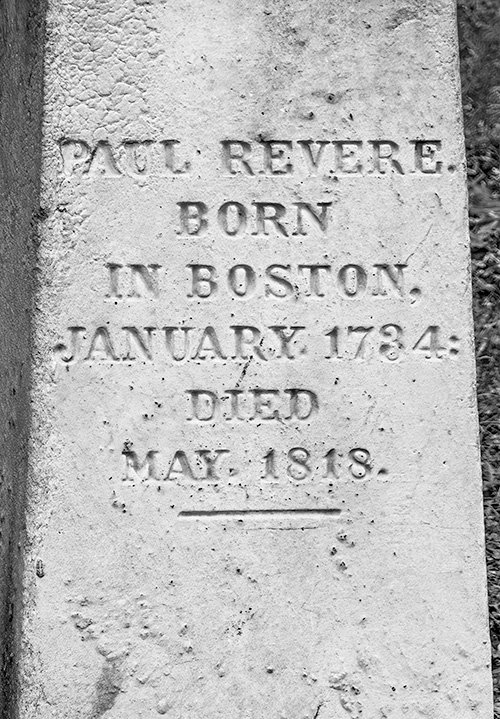 PAUL REVERE.
BORN
IN BOSTON,
JANUARY. 1734:
DIED
MAY. 1818.